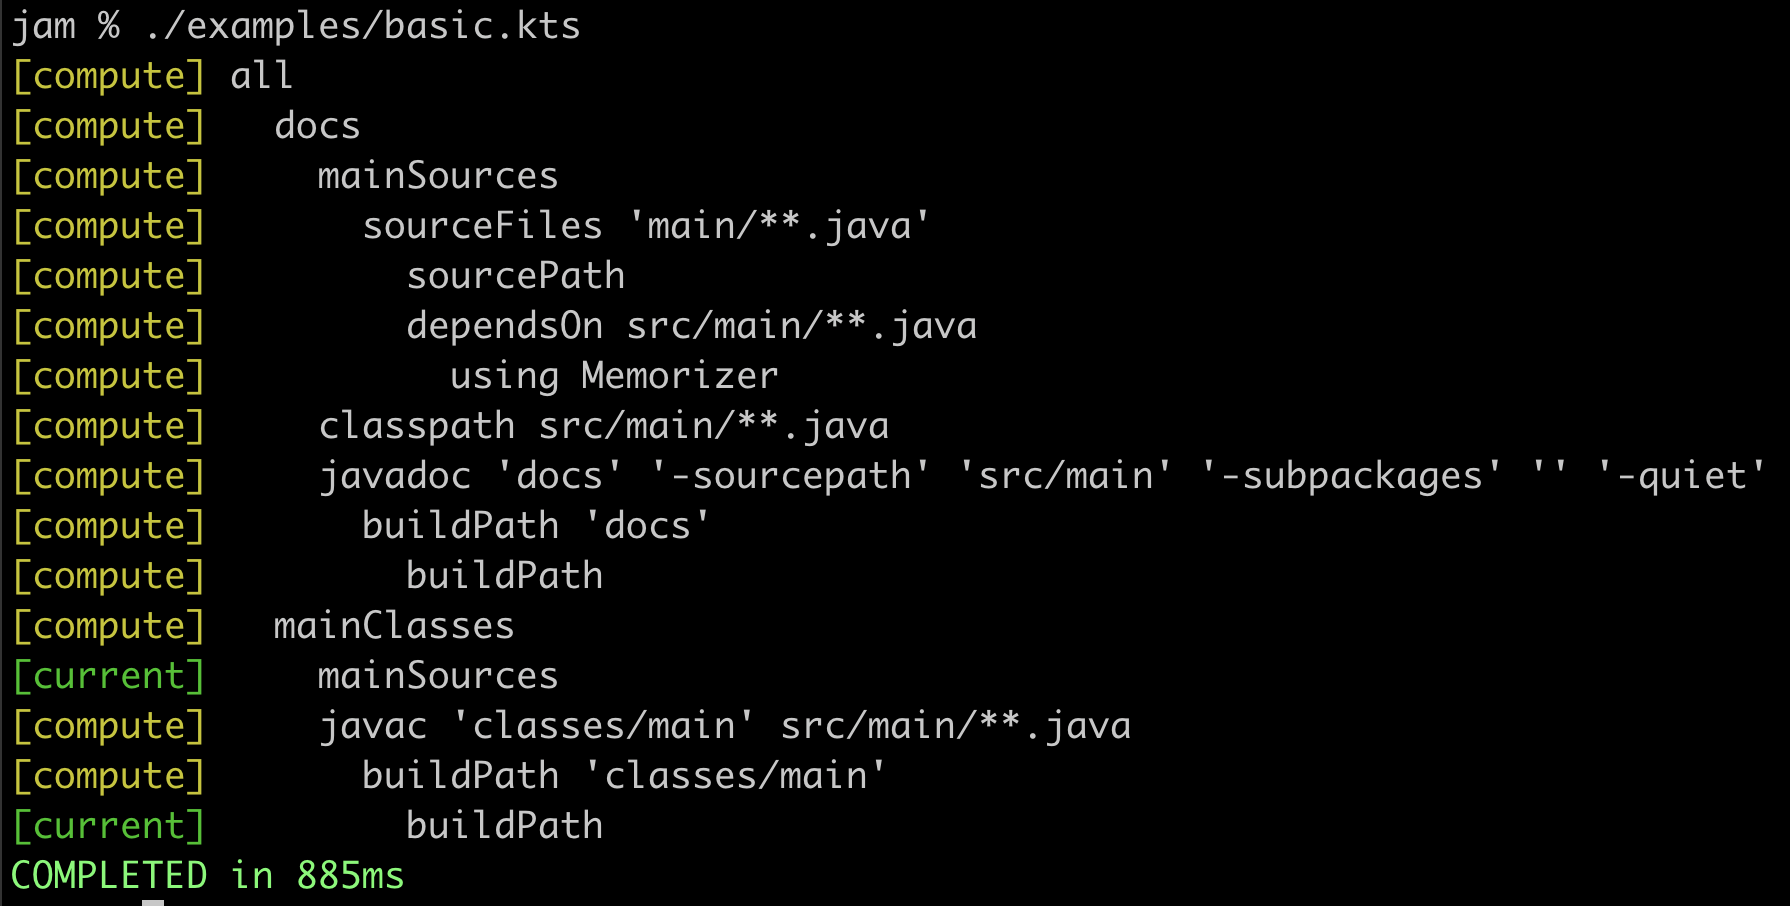 jam % ./examples/basic.kts
[compute] all
[compute]   docs
[compute]     mainSources
[compute]       sourceFiles 'main/**.java'
[compute]         sourcePath
[compute]         dependsOn src/main/**.java
[compute]           using Memorizer
[compute]     classpath src/main/**.java
[compute]     javadoc 'docs' '-sourcepath' 'src/main' '-subpackages' '' '-quiet'
[compute]       buildPath 'docs'
[compute]         buildPath
[compute]   mainClasses
[current]     mainSources
[compute]     javac 'classes/main' src/main/**.java
[compute]       buildPath 'classes/main'
[current]         buildPath
COMPLETED in 885ms